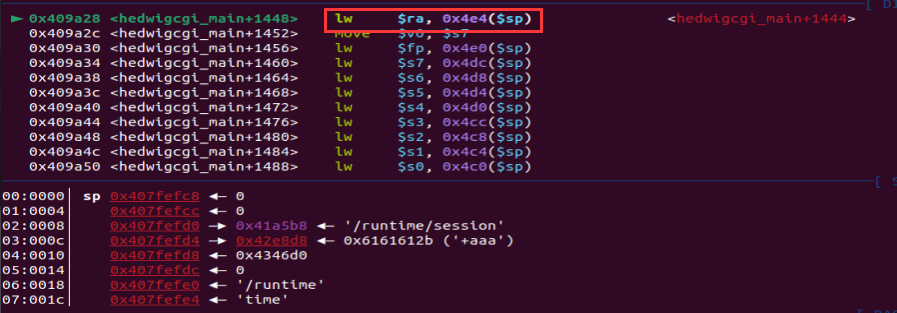 ► 0x409a28 <hedwigcgi_main+1448> lw $ra, 0x4e4($sp) <hedwigcgi_main+1444>
0x409a2c <hedwigcgi_main+1452> move $v0, $s7
0x409a30 <hedwigcgi_main+1456> lw $fp, 0x4e0($sp)
0x409a34 <hedwigcgi_main+1460> lw $s7, 0x4dc($sp)
0x409a38 <hedwigcgi_main+1464> lw $s6, 0x4d8($sp)
0x409a3c <hedwigcgi_main+1468> lw $s5, 0x4d4($sp)
0x409a40 <hedwigcgi_main+1472> lw $s4, 0x4d0($sp)
0x409a44 <hedwigcgi_main+1476> lw $s3, 0x4cc($sp)
0x409a48 <hedwigcgi_main+1480> lw $s2, 0x4c8($sp)
0x409a4c <hedwigcgi_main+1484> lw $s1, 0x4c4($sp)
0x409a50 <hedwigcgi_main+1488> lw $s0, 0x4c0($sp)
00:0000│ sp 0x407fefc8 ◂— 0
01:0004│ 0x407fefcc ◂— 0
02:0008│ 0x407fefd0 —▸ 0x41a5b8 ◂— '/runtime/session'
03:000c│ 0x407fefd4 —▸ 0x42e8d8 ◂— 0x6161612b ('+aaa')
04:0010│ 0x407fefd8 ◂— 0x4346d0
05:0014│ 0x407fefdc ◂— 0
06:0018│ 0x407fefe0 ◂— '/runtime'
07:001c│ 0x407fefe4 ◂— 'time'